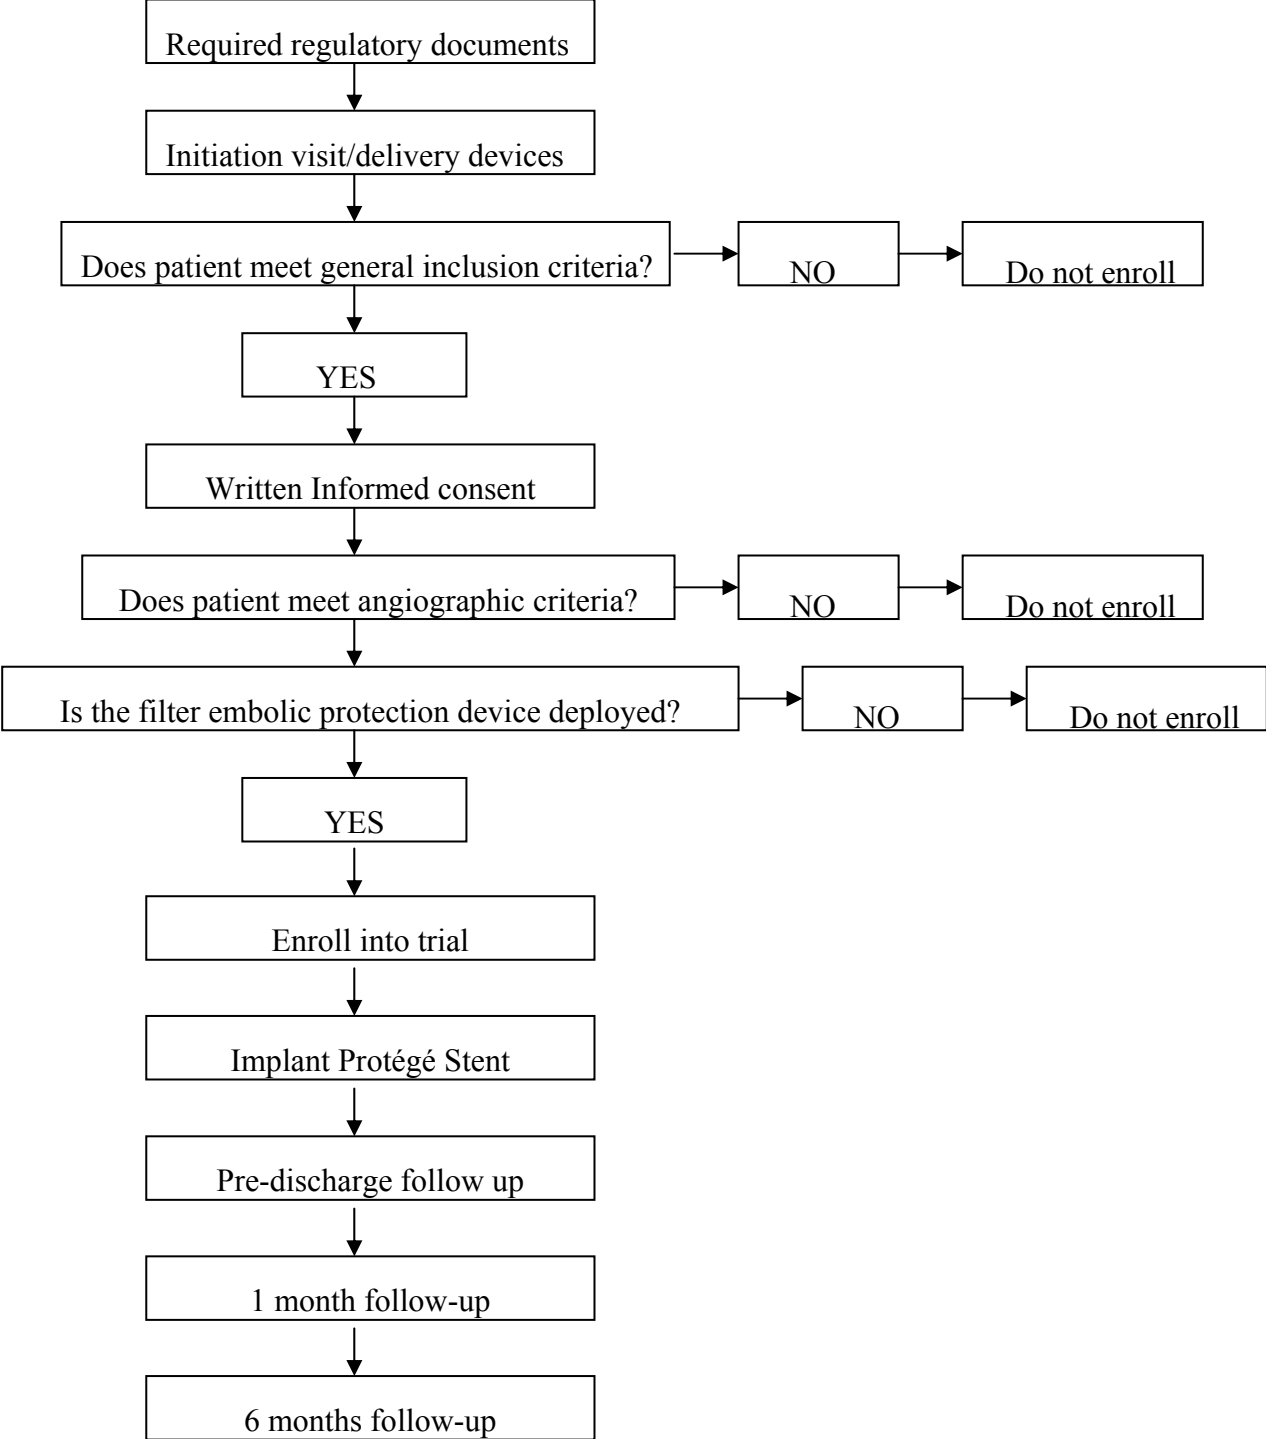 Required regulatory documents
Initiation visit/delivery devices
Does patient meet general inclusion criteria?
NO
Do not enroll
YES
Written Informed consent
Does patient meet angiographic criteria?
NO
Do not enroll
Is the filter embolic protection device deployed?
NO
Do not enroll
YES
Enroll into trial
Implant Protégé Stent
Pre-discharge follow up
1 month follow-up
6 months follow-up